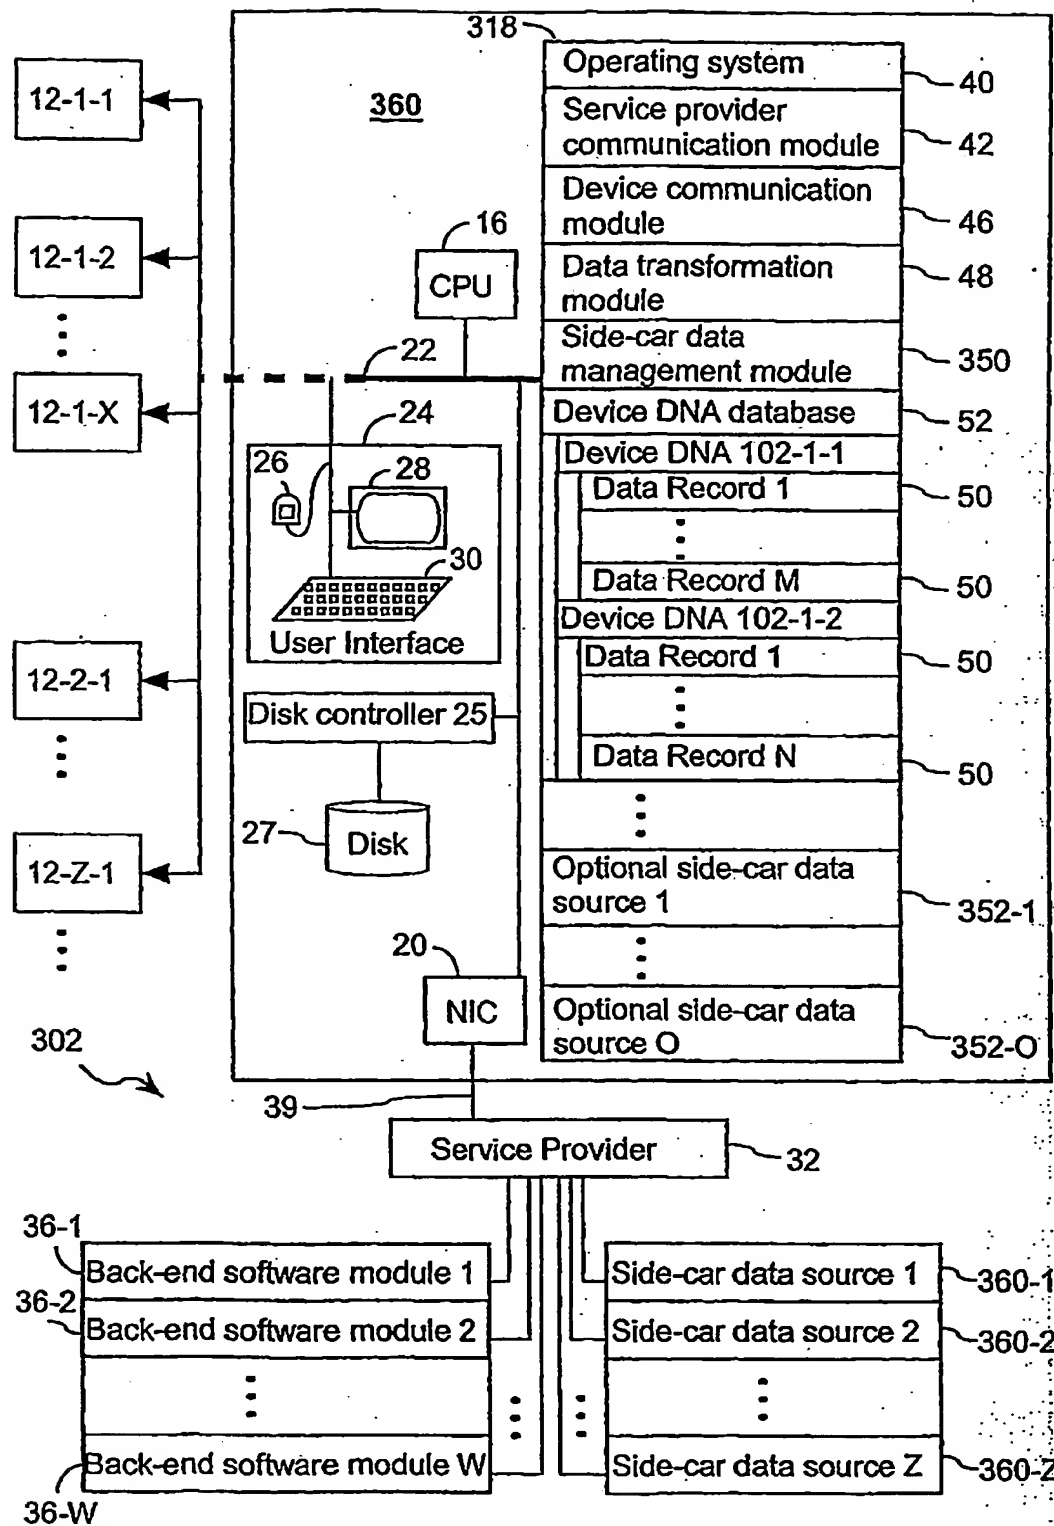 318
Operating system
40
360
Service provider
communication module
42
Device communication
module
46
Data transformation
module
48
Side-car data
management module
350
Device DNA database
52
Device DNA 102-1-1
Data Record 1
50
Data Record M
50
Device DNA 102-1-2
Data Record 1
50
Data Record N
50
Optional side-car data
source 1
352-1
Optional side-car data
source O
352-O
12-1-1
12-1-2
12-1-X
12-2-1
12-Z-1
16
CPU
22
24
26
28
30
User Interface
Disk controller 25
27
Disk
20
NIC
302
39
Service Provider
32
36-1
Back-end software module 1
36-2
Back-end software module 2
Back-end software module W
36-W
Side-car data source 1
360-1
Side-car data source 2
360-2
Side-car data source Z
360-Z